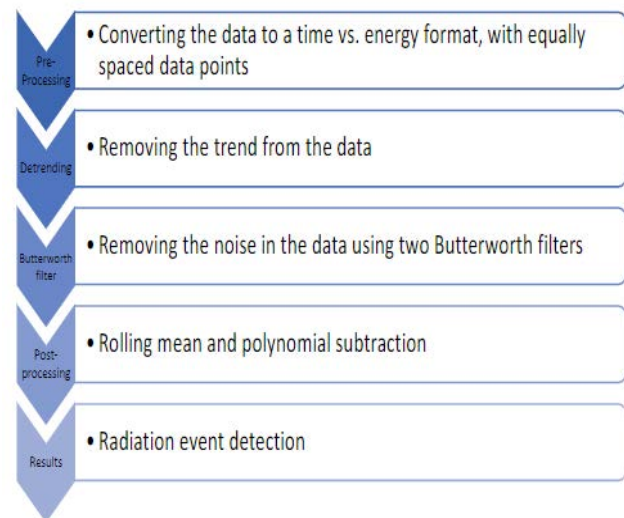 Pre-
Processing
• Converting the data to a time vs. energy format, with equally
spaced data points
Detrending
• Removing the trend from the data
Butterworth
filter
• Removing the noise in the data using two Butterworth filters
Post-
processing
• Rolling mean and polynomial subtraction
Results
• Radiation event detection